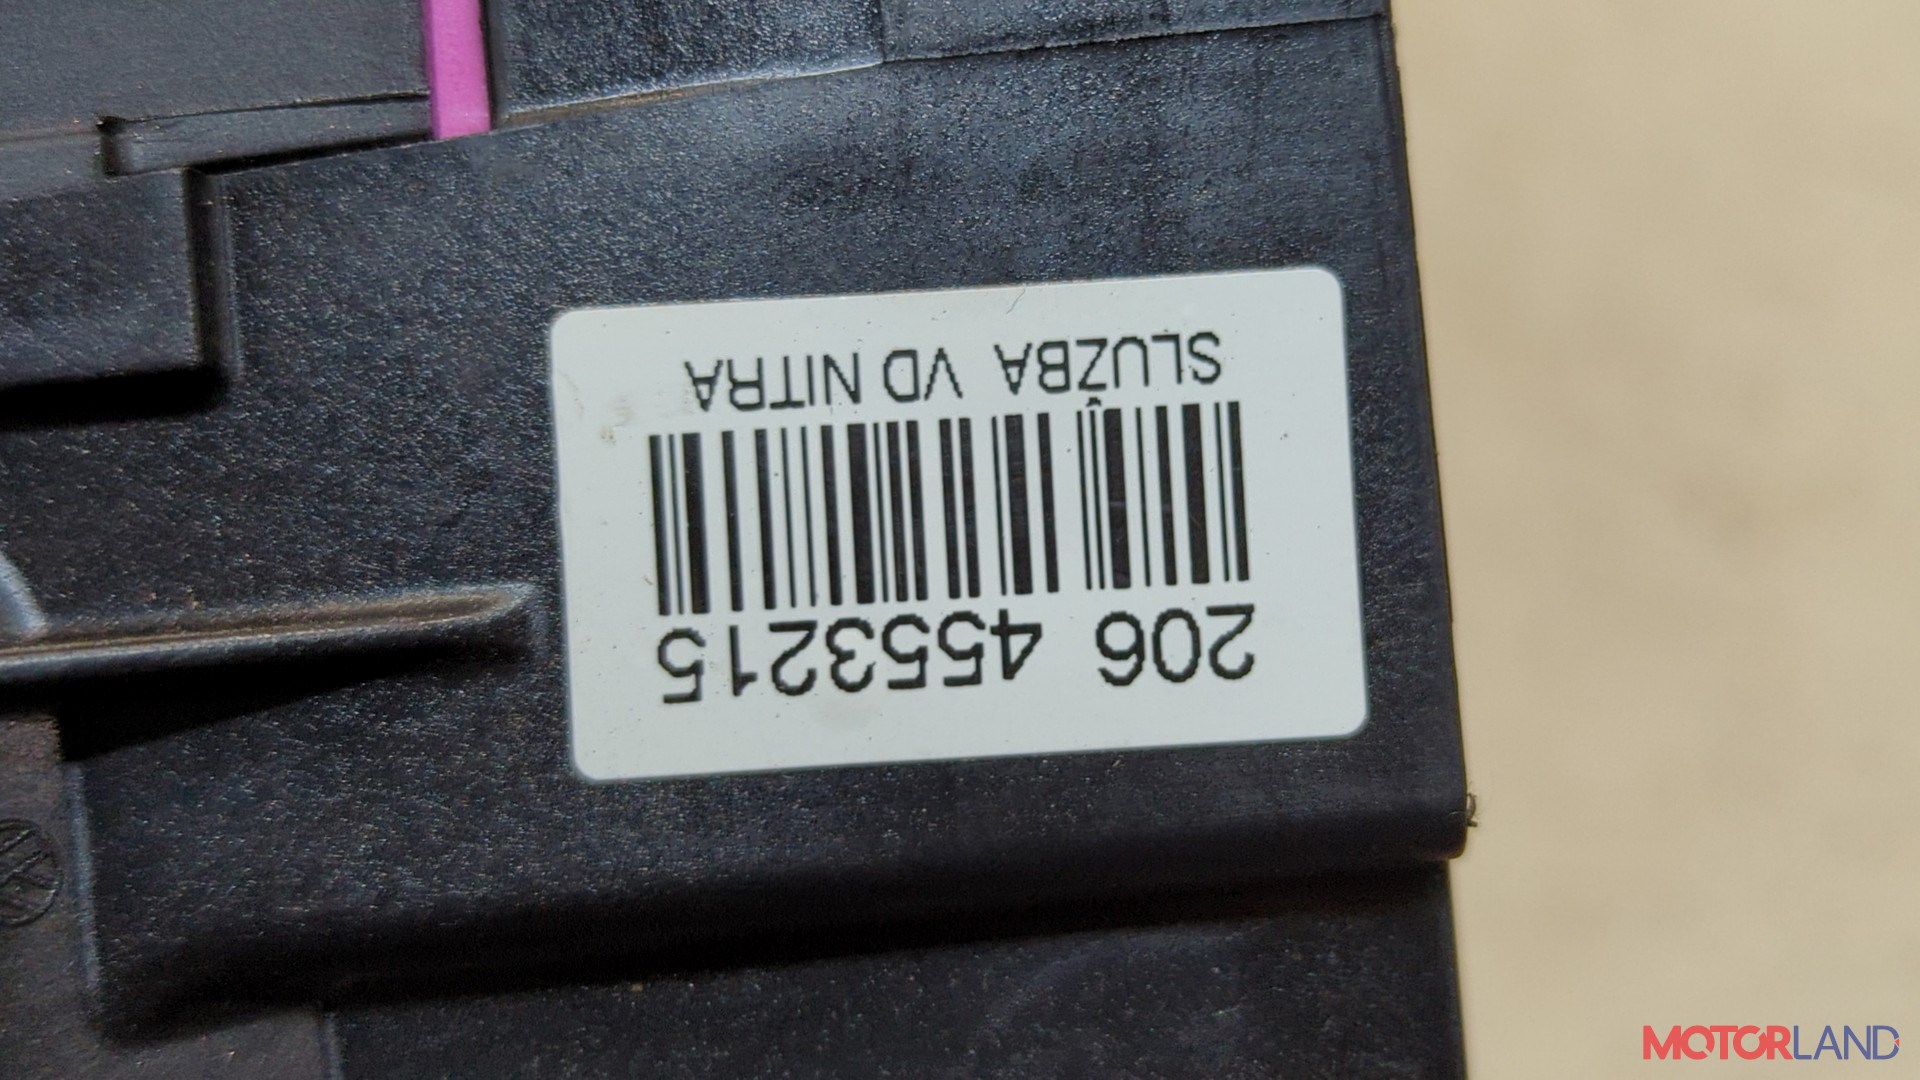 SLUŽBA VD NITRA
206 4553215
MOTORLAND